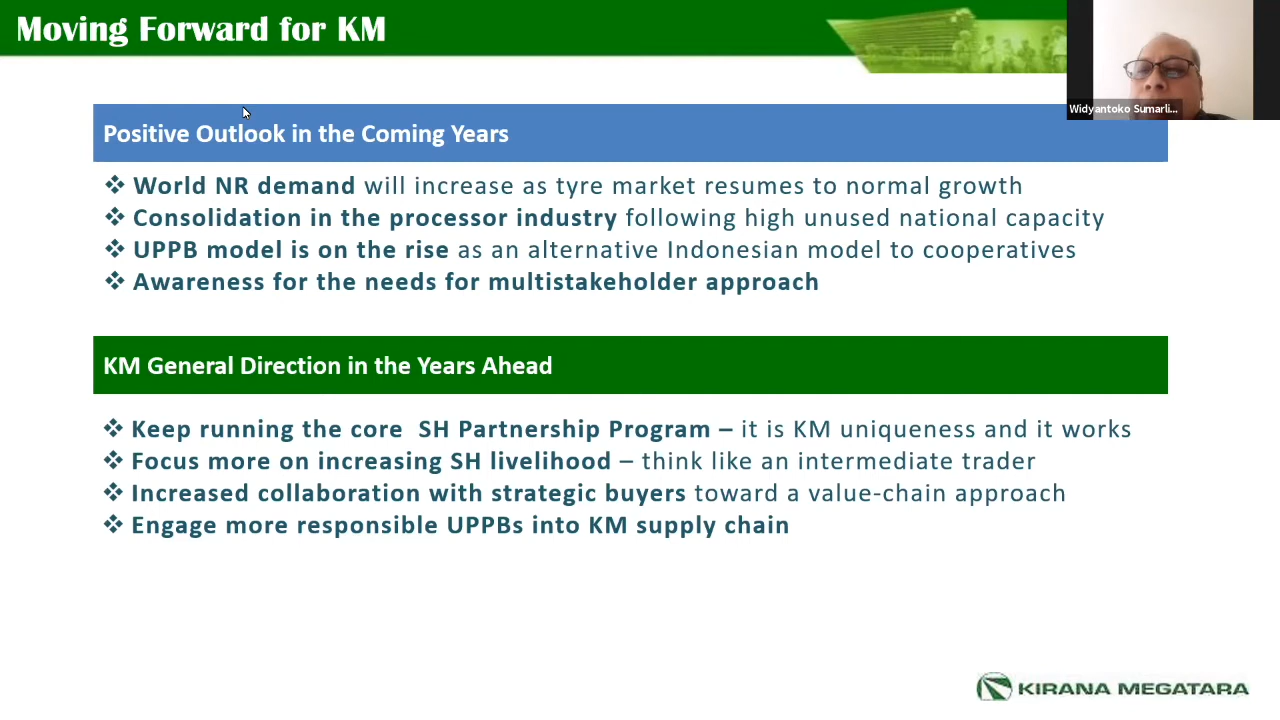 Moving Forward for KM
Widyantoko Sumarli...
Positive Outlook in the Coming Years
❖ World NR demand will increase as tyre market resumes to normal growth
❖ Consolidation in the processor industry following high unused national capacity
❖ UPPB model is on the rise as an alternative Indonesian model to cooperatives
❖ Awareness for the needs for multistakeholder approach
KM General Direction in the Years Ahead
❖ Keep running the core SH Partnership Program – it is KM uniqueness and it works
❖ Focus more on increasing SH livelihood – think like an intermediate trader
❖ Increased collaboration with strategic buyers toward a value-chain approach
❖ Engage more responsible UPPBs into KM supply chain
KIRANA MEGATARA